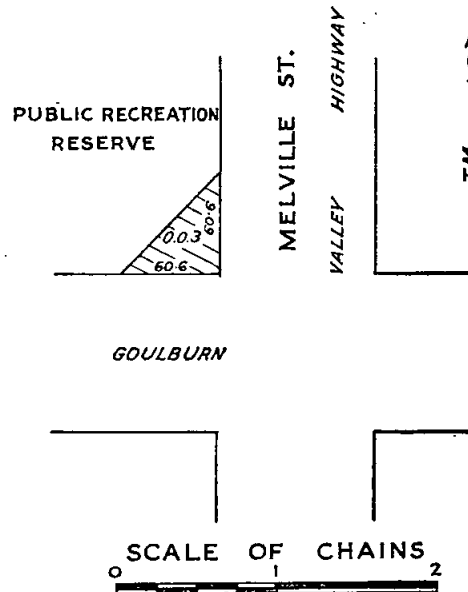 PUBLIC RECREATION
RESERVE
MELVILLE ST.
VALLEY HIGHWAY
60.6
0.0.3
60.6
GOULBURN
SCALE OF CHAINS
0 1 2